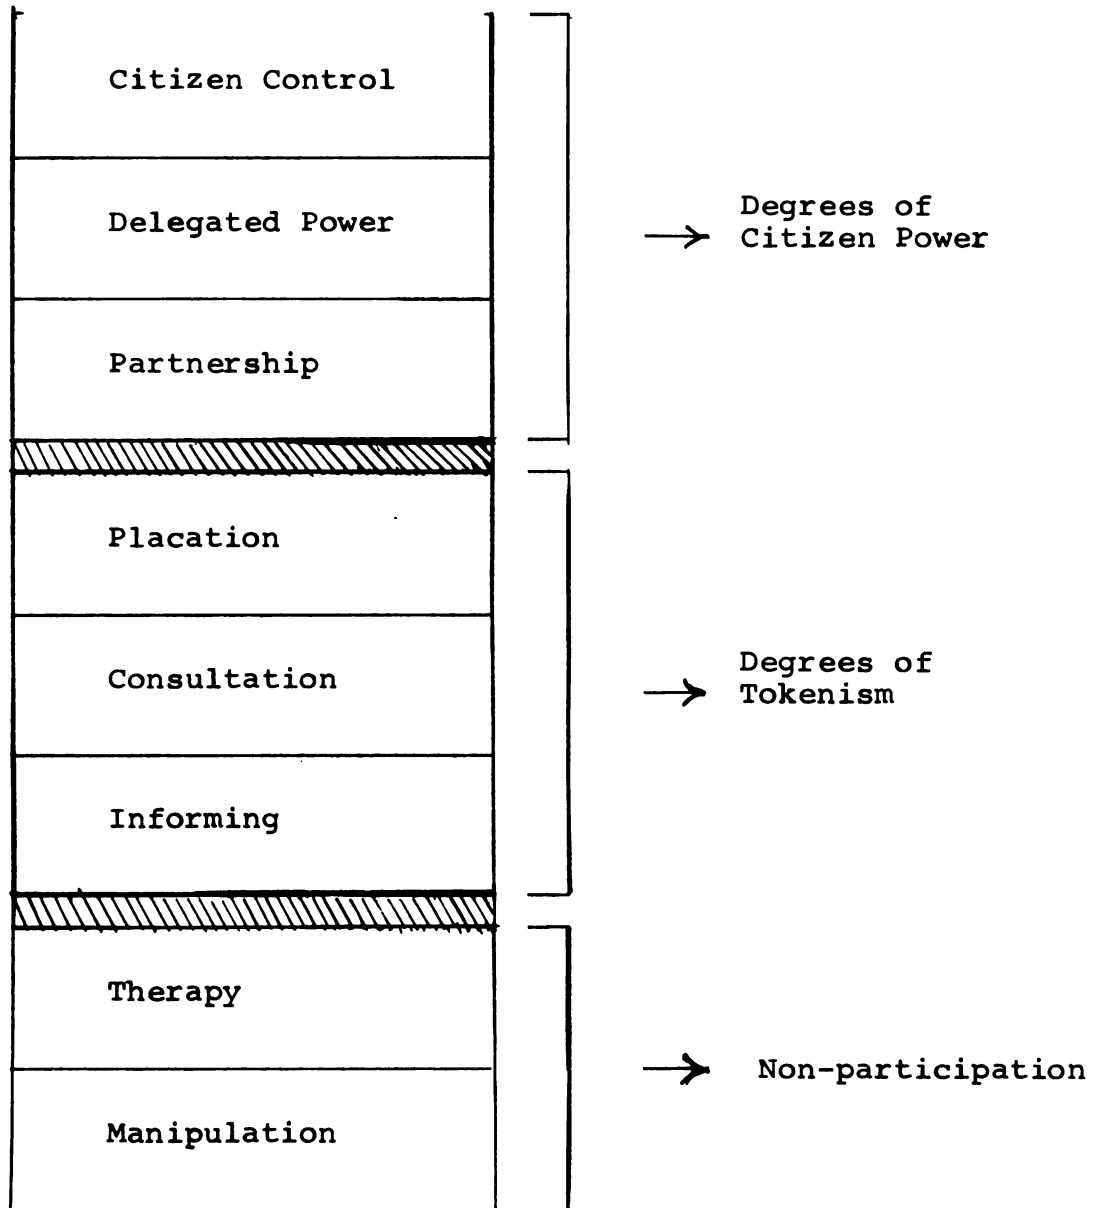 Citizen Control
Delegated Power
Degrees of
Citizen Power
Partnership
Placation
Consultation
Degrees of
Tokenism
Informing
Therapy
Non-participation
Manipulation